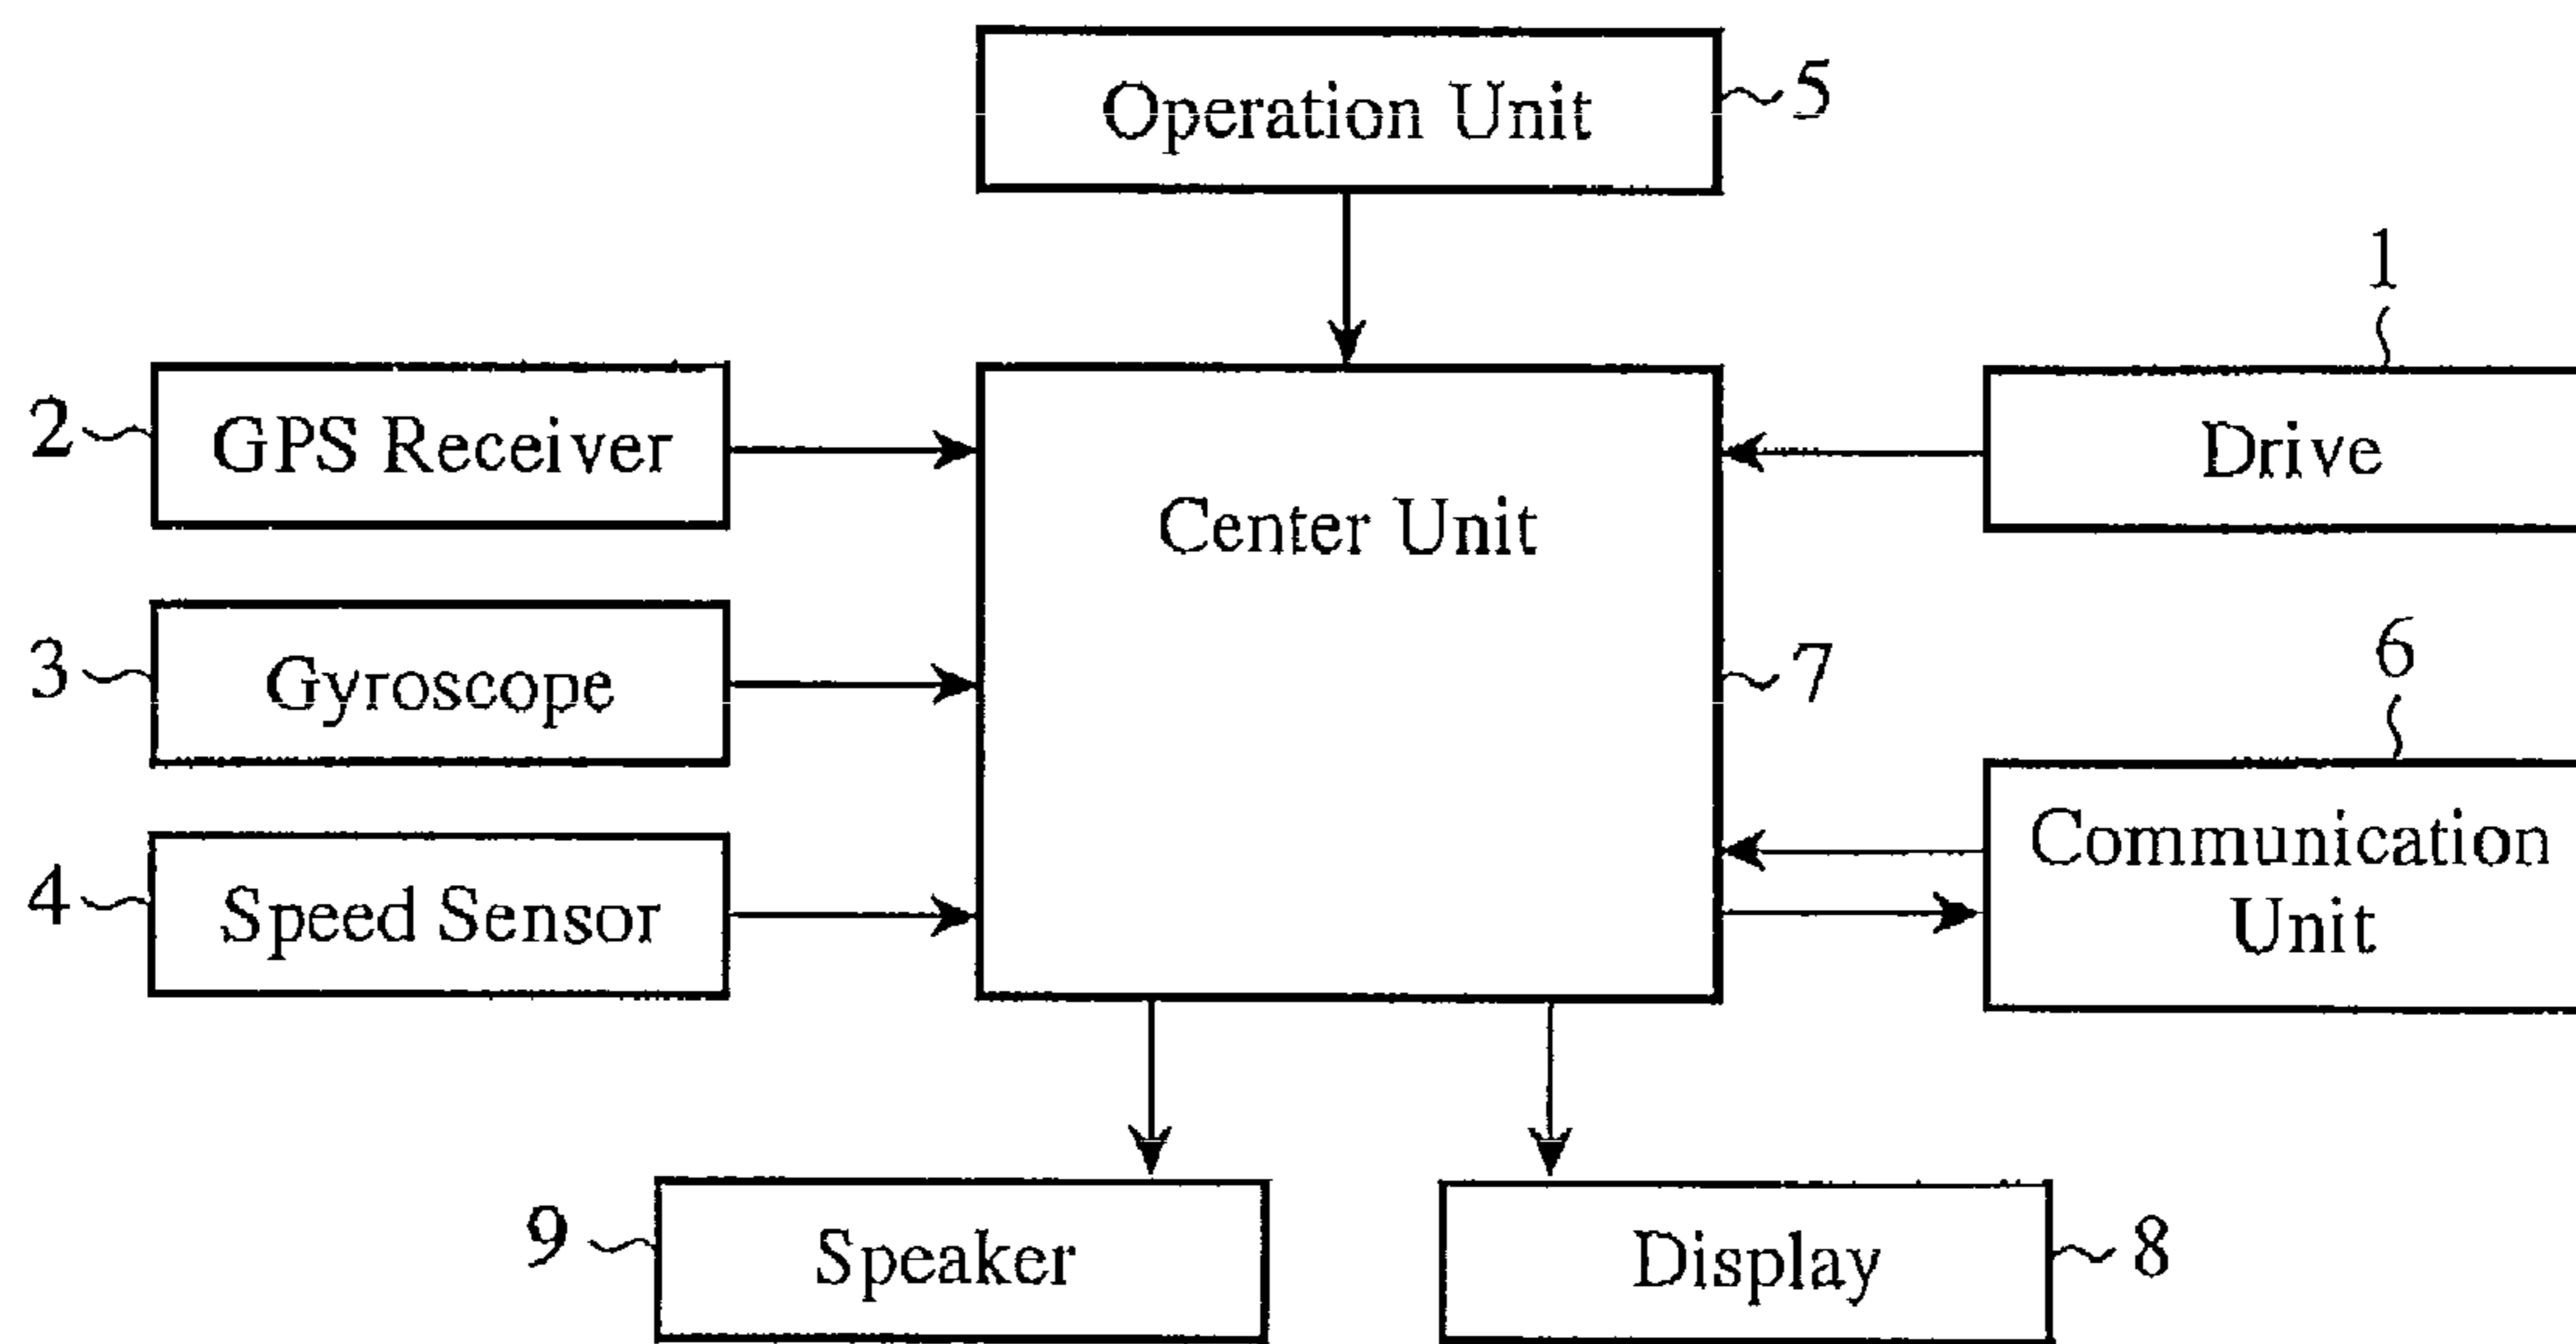 Operation Unit
5
1
2
GPS Receiver
Drive
Center Unit
3
Gyroscope
7
6
4
Speed Sensor
Communication
Unit
9
Speaker
Display
8